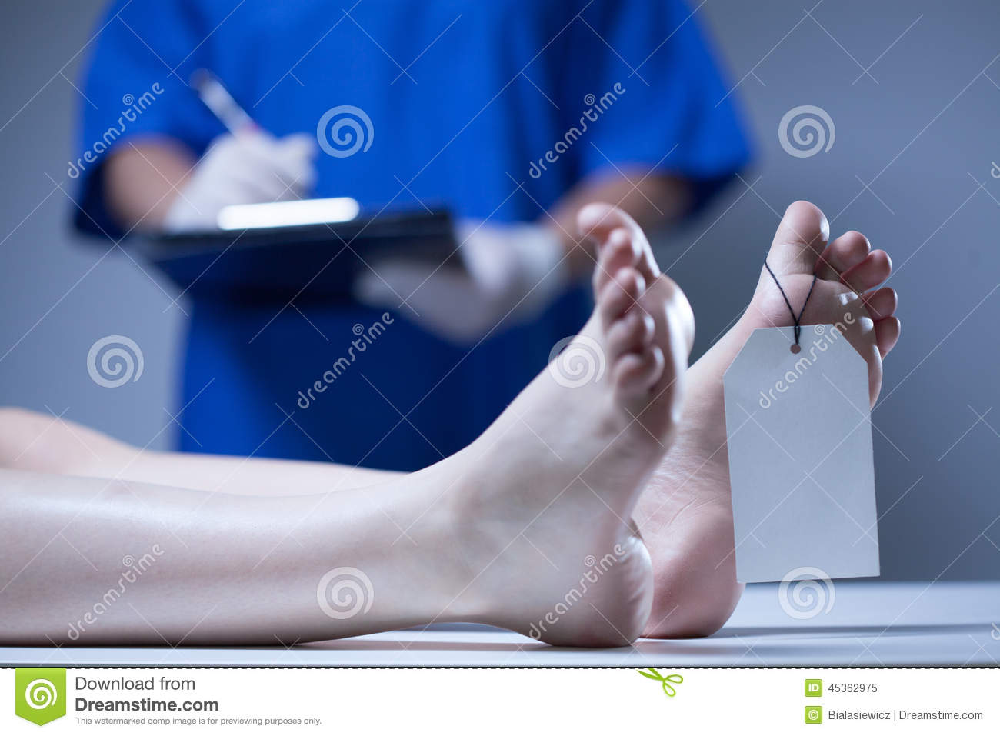 dreamstime
dreamstime
dreamstime
dreamstime
dreamstime
dreamstime
Download from
Dreamstime.com
This watermarked comp image is for previewing purposes only.
ID 45362975
© Bialasiewicz | Dreamstime.com